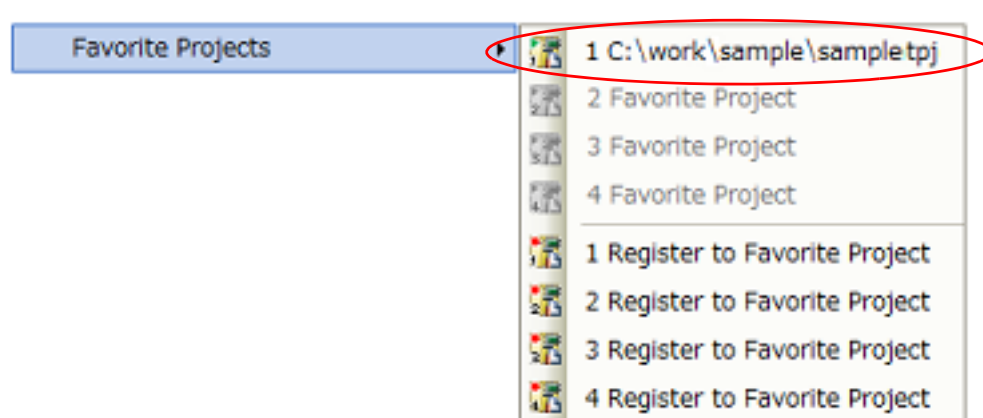 Favorite Projects
1 C:\work\sample\sample.tpj
2 Favorite Project
3 Favorite Project
4 Favorite Project
1 Register to Favorite Project
2 Register to Favorite Project
3 Register to Favorite Project
4 Register to Favorite Project